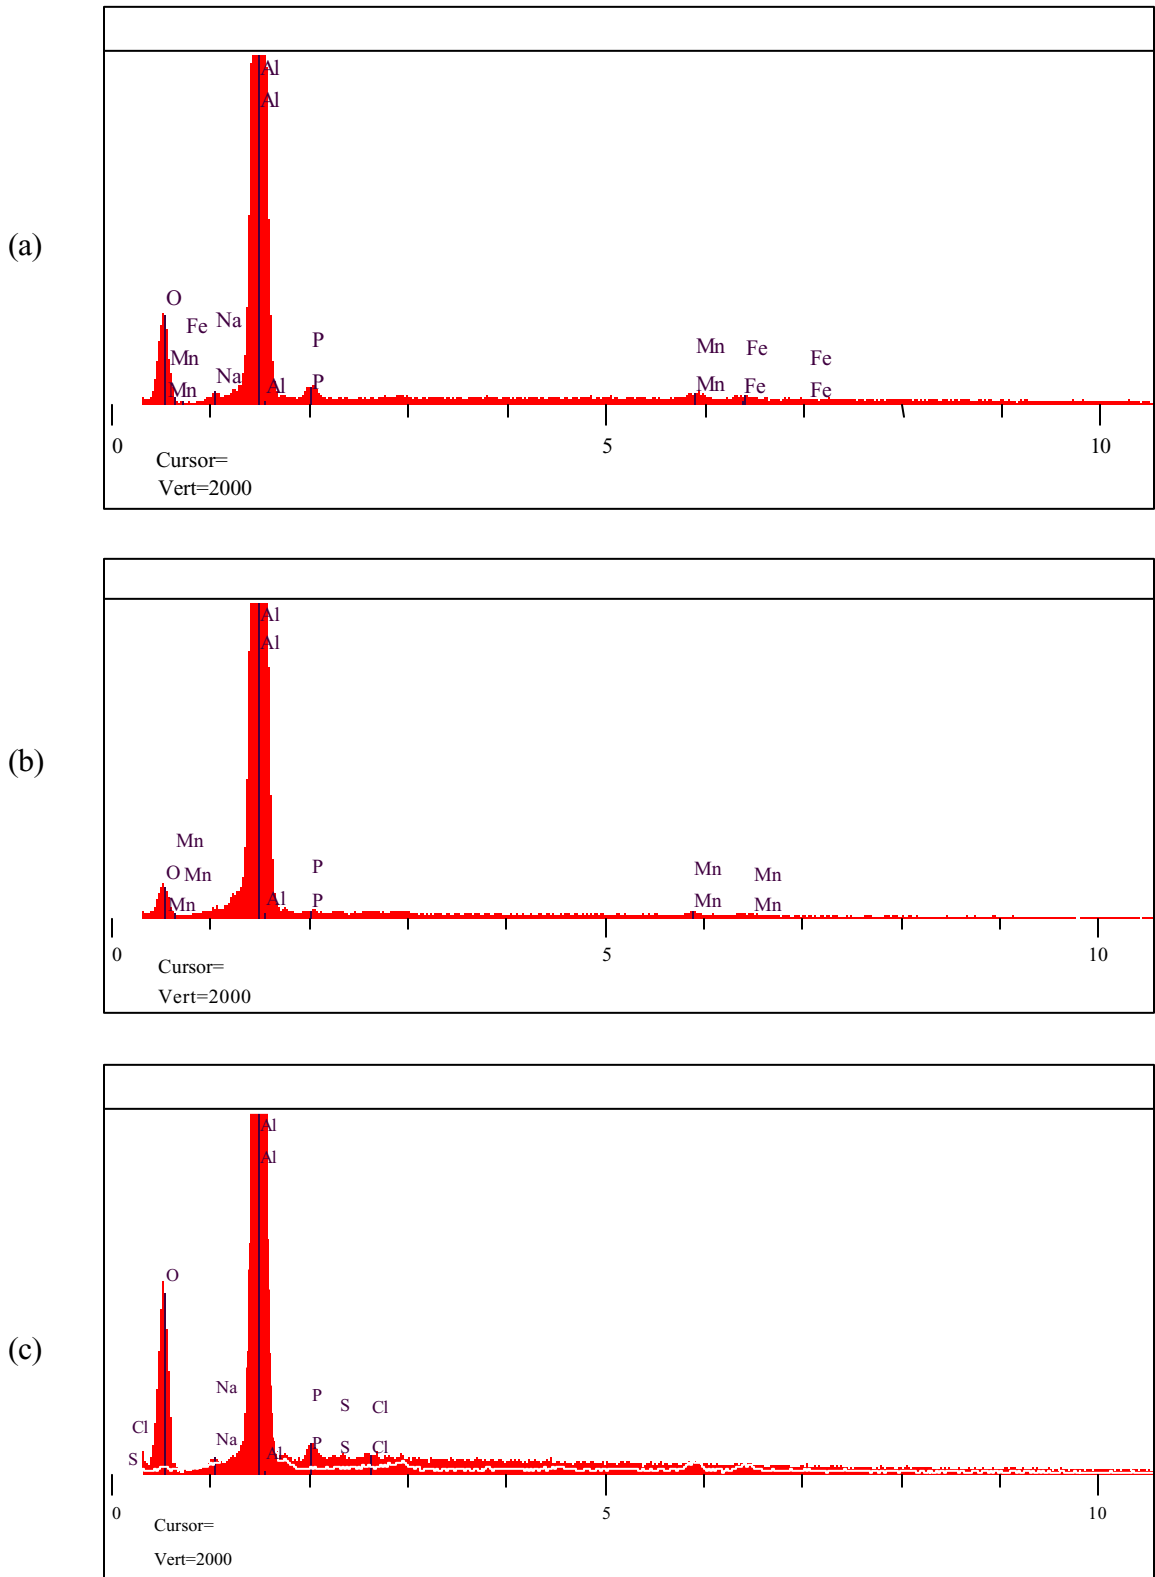 (a)
Al
Al
O
Fe Na
Mn
P
Mn Fe Fe
Na
Mn
Al P
Mn Fe Fe
0 5 10
Cursor=
Vert=2000
(b)
Al
Al
Mn
O Mn
P
Mn Mn
Mn
Al P
Mn Mn
0 5 10
Cursor=
Vert=2000
(c)
Al
Al
O
Na P S Cl
Cl
Na P S Cl
S
Al
0 5 10
Cursor=
Vert=2000